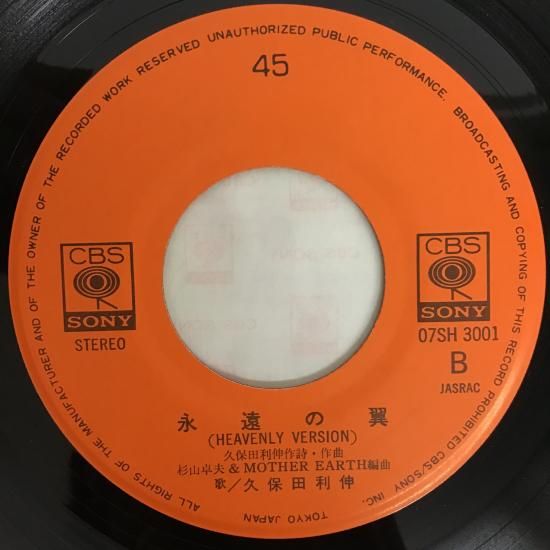 ALL RIGHTS OF THE MANUFACTURER AND OF THE OWNER OF THE RECORDED WORK RESERVED UNAUTHORIZED PUBLIC PERFORMANCE. BROADCASTING AND COPYING OF THIS RECORD PROHIBITED CBS/SONY INC.
TOKYO JAPAN
45
CBS
SONY
STEREO
CBS
SONY
07SH 3001
B
JASRAC
永遠の翼
(HEAVENLY VERSION)
久保田利伸作詩・作曲
杉山卓夫&MOTHER EARTH編曲
歌/久保田利伸